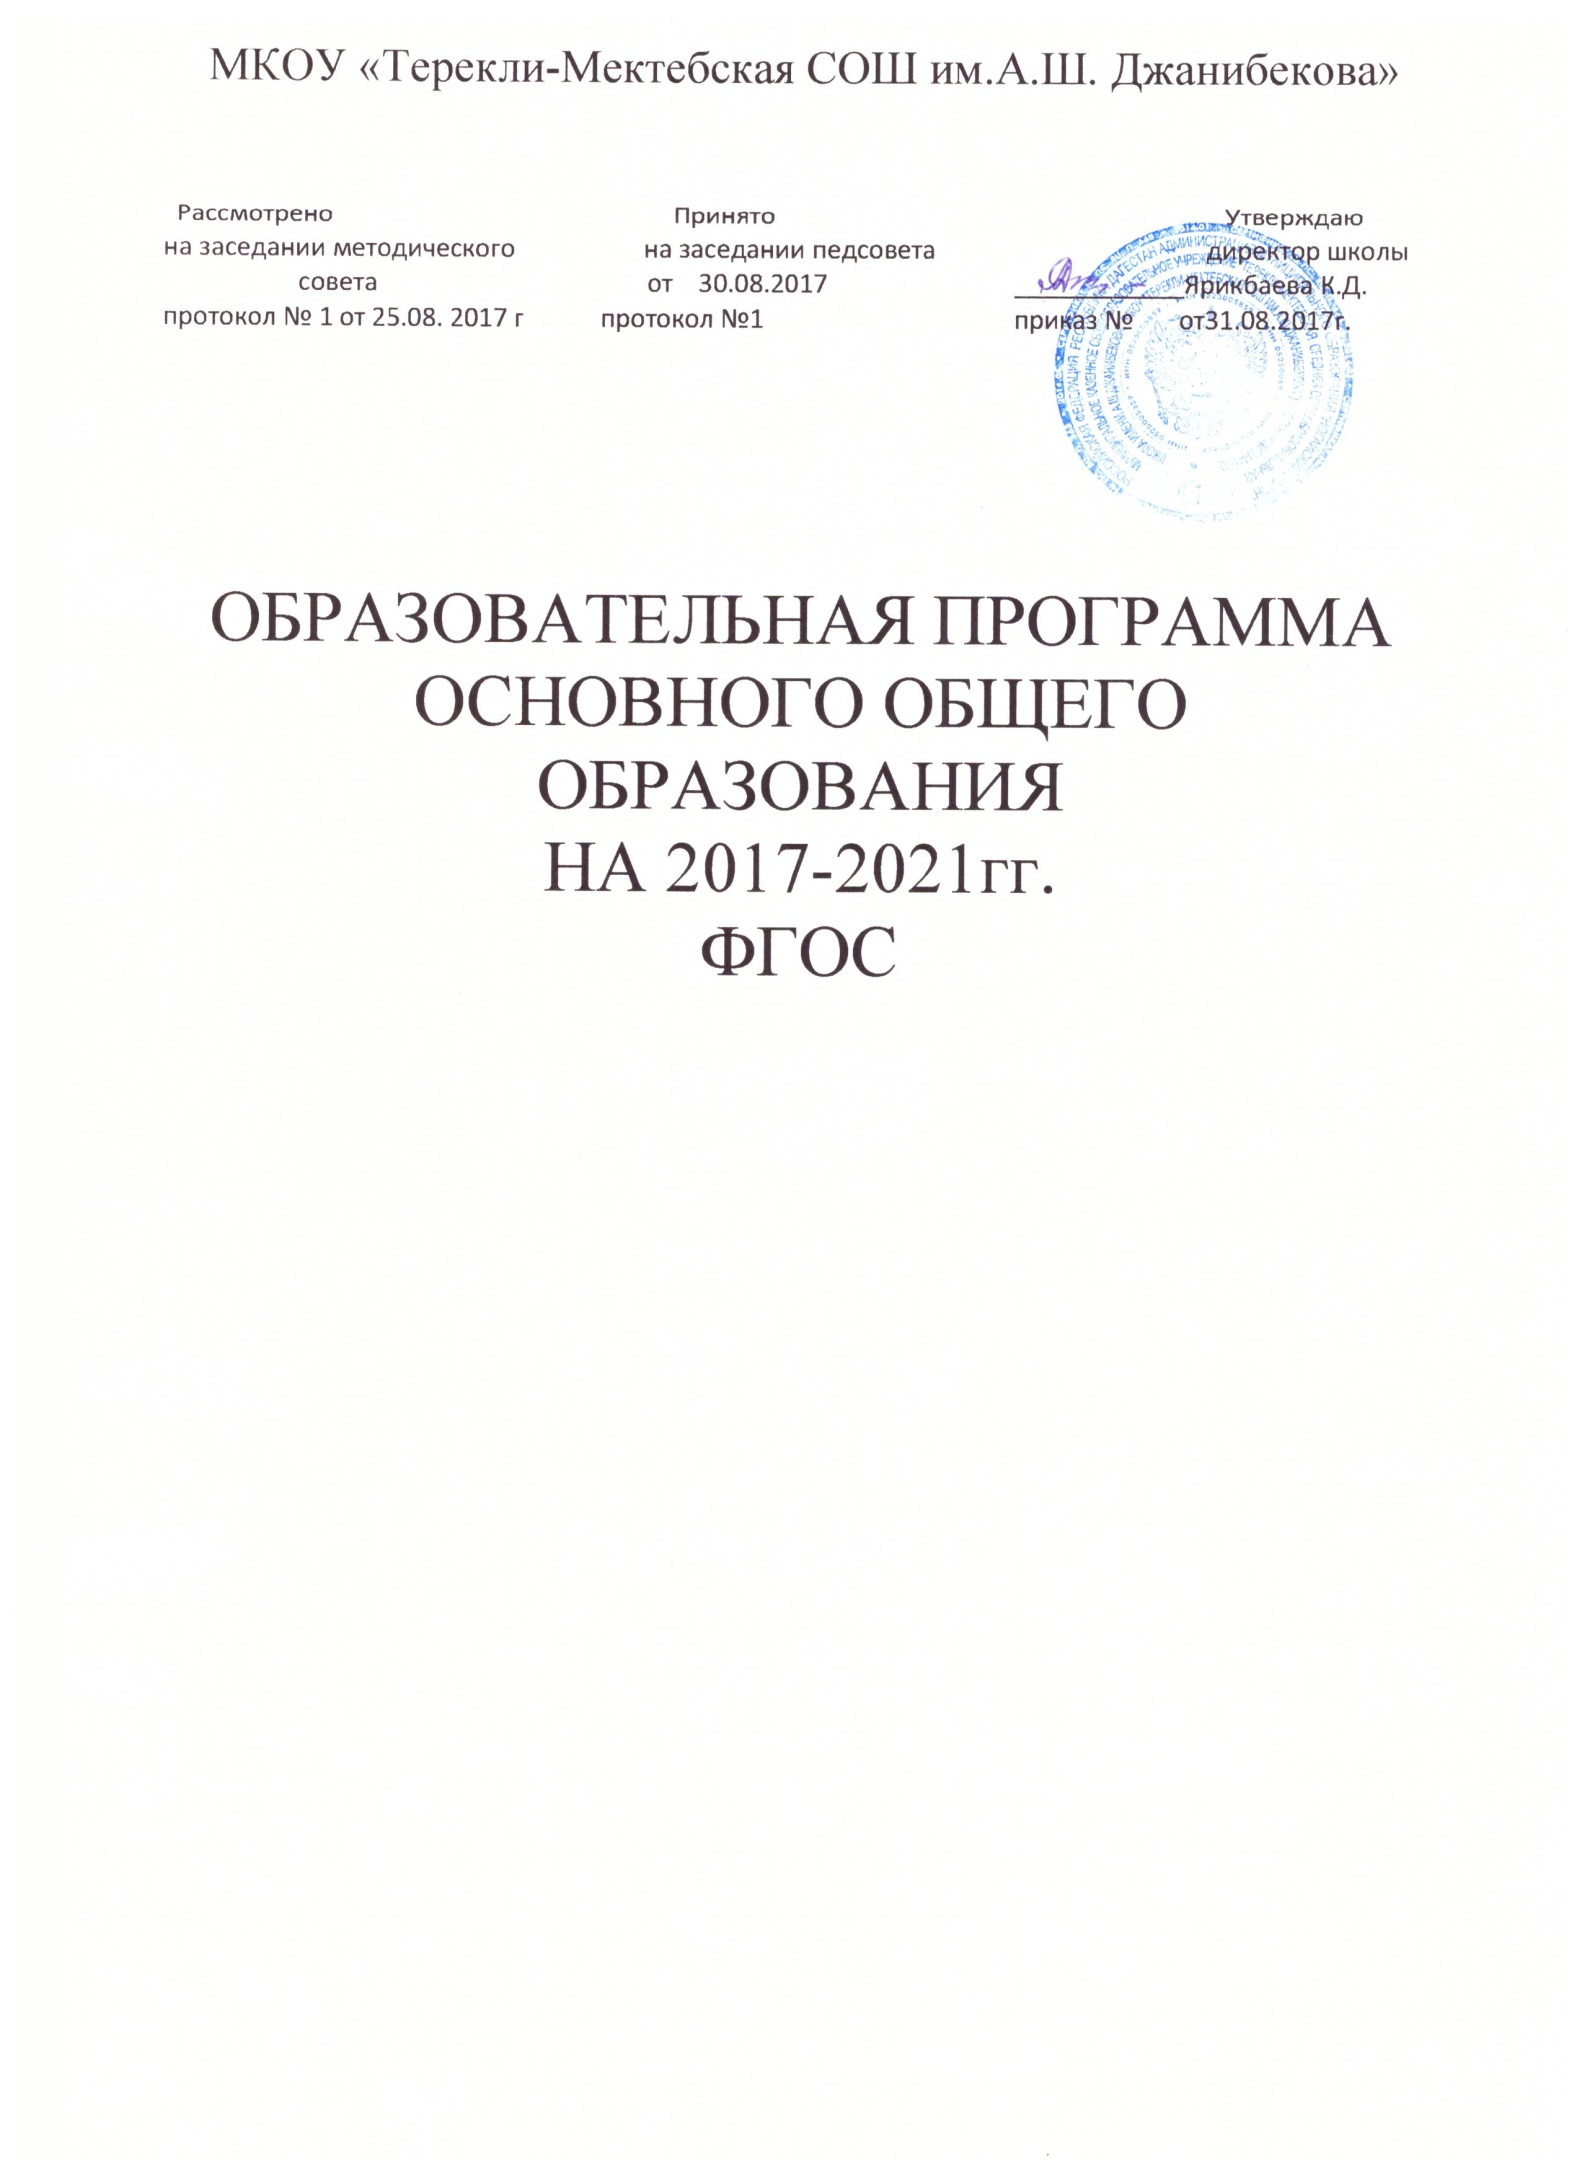 МКОУ «Терекли-Мектебская СОШ им.А.Ш. Джанибекова»
Рассмотрено
на заседании методического
совета
протокол № 1 от 25.08. 2017 г
Принято
на заседании педсовета
от 30.08.2017
протокол №1
Утверждаю
директор школы
Ярикбаева К.Д.
приказ № от31.08.2017г.
ОБРАЗОВАТЕЛЬНАЯ ПРОГРАММА
ОСНОВНОГО ОБЩЕГО
ОБРАЗОВАНИЯ
НА 2017-2021гг.
ФГОС